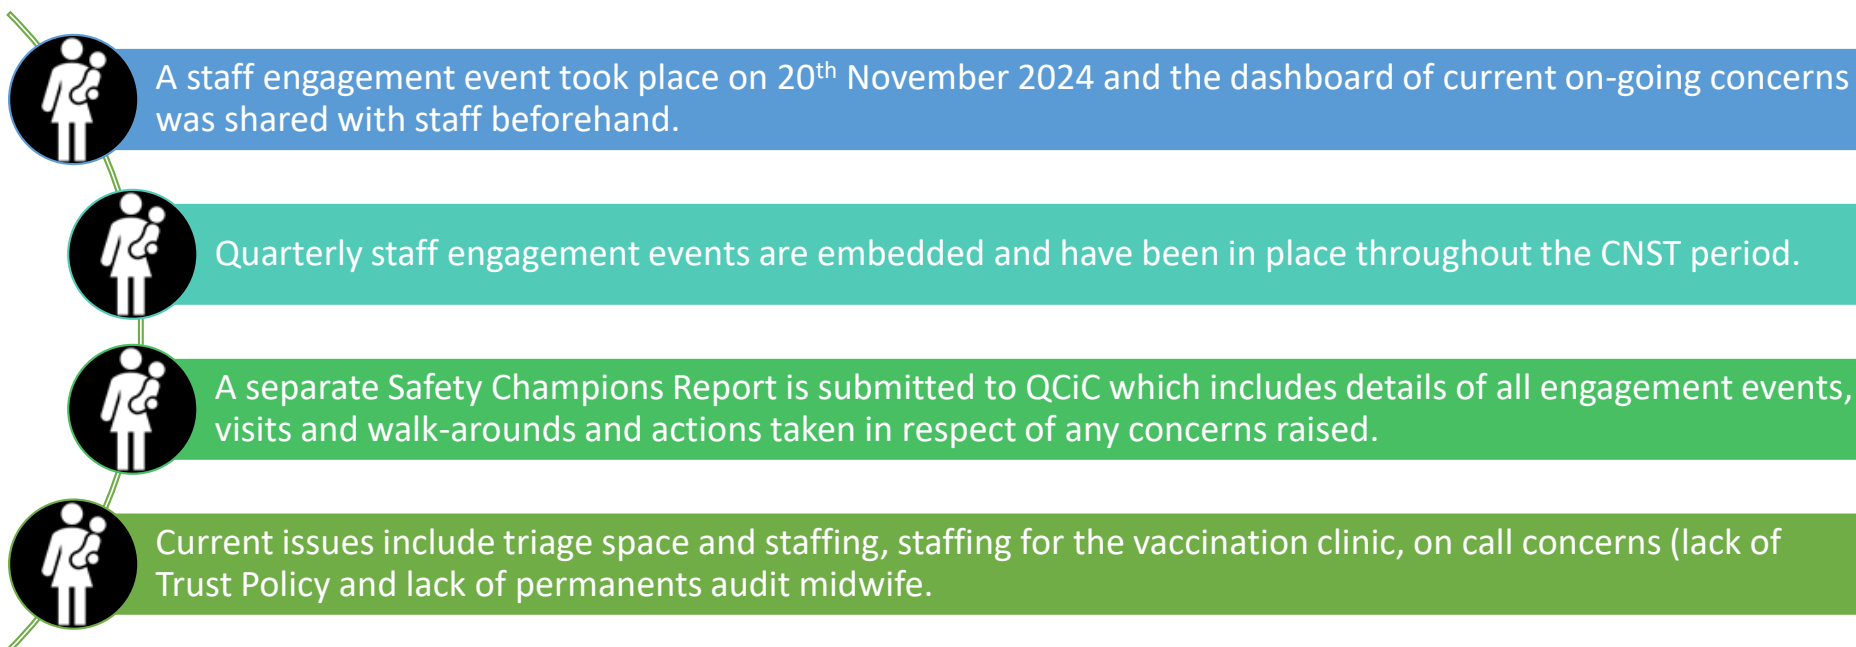 A staff engagement event took place on 20th November 2024 and the dashboard of current on-going concerns
was shared with staff beforehand.
Quarterly staff engagement events are embedded and have been in place throughout the CNST period.
A separate Safety Champions Report is submitted to QCiC which includes details of all engagement events,
visits and walk-arounds and actions taken in respect of any concerns raised.
Current issues include triage space and staffing, staffing for the vaccination clinic, on call concerns (lack of
Trust Policy and lack of permanents audit midwife.